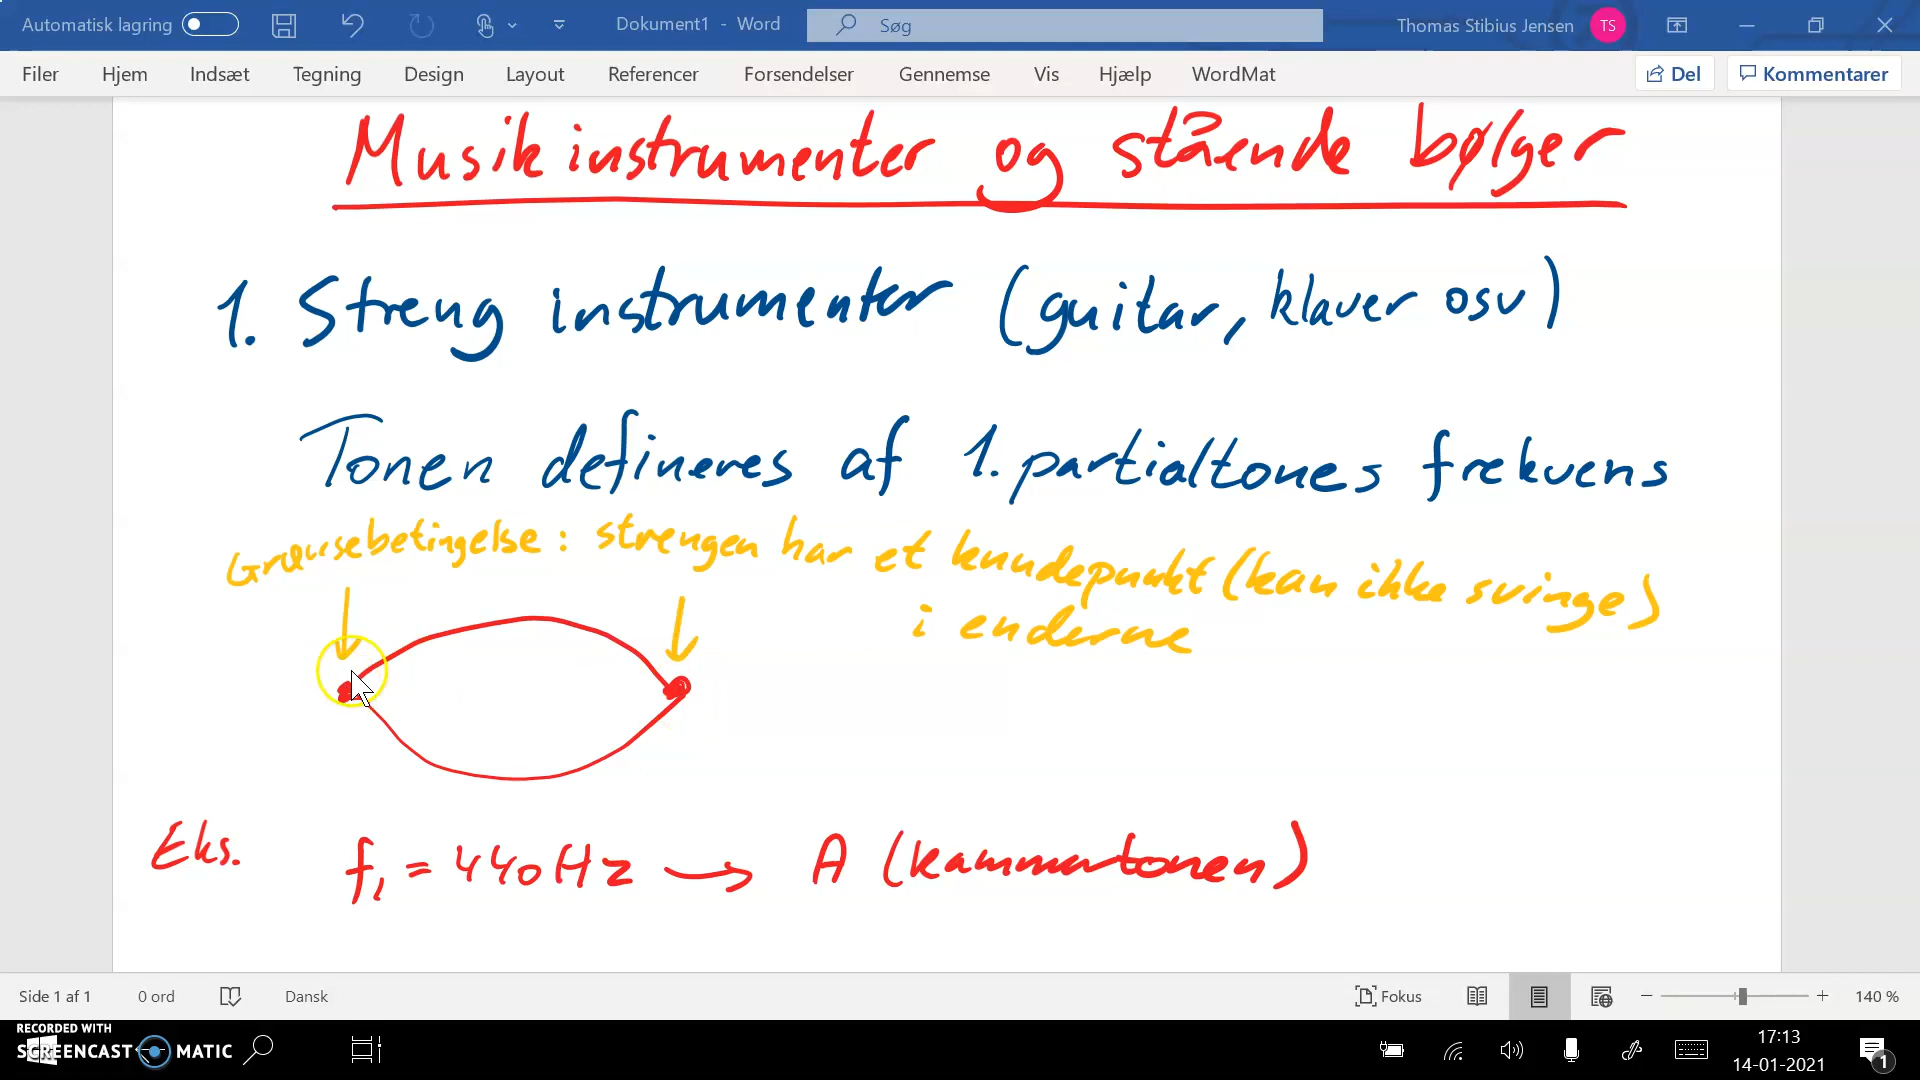 Automatisk lagring
Dokument1 - Word
Søg
Thomas Stibius Jensen
TS
Filer Hjem Indsæt Tegning Design Layout Referencer Forsendelser Gennemse Vis Hjælp WordMat
Del
Kommentarer
Musikinstrumenter og stående bølger
1. Streng instrumenter (guitar, klaver osv)
Tonen defineres af 1. partialtones frekvens
Grænsebetingelse: strengen har et knudepunkt (kan ikke svinge)
i enderne
Eks. f₁ = 440 Hz → A (kammertonen)
Side 1 af 1 0 ord Dansk
Fokus
140 %
RECORDED WITH
SCREENCAST MATIC
17:13
14-01-2021
1